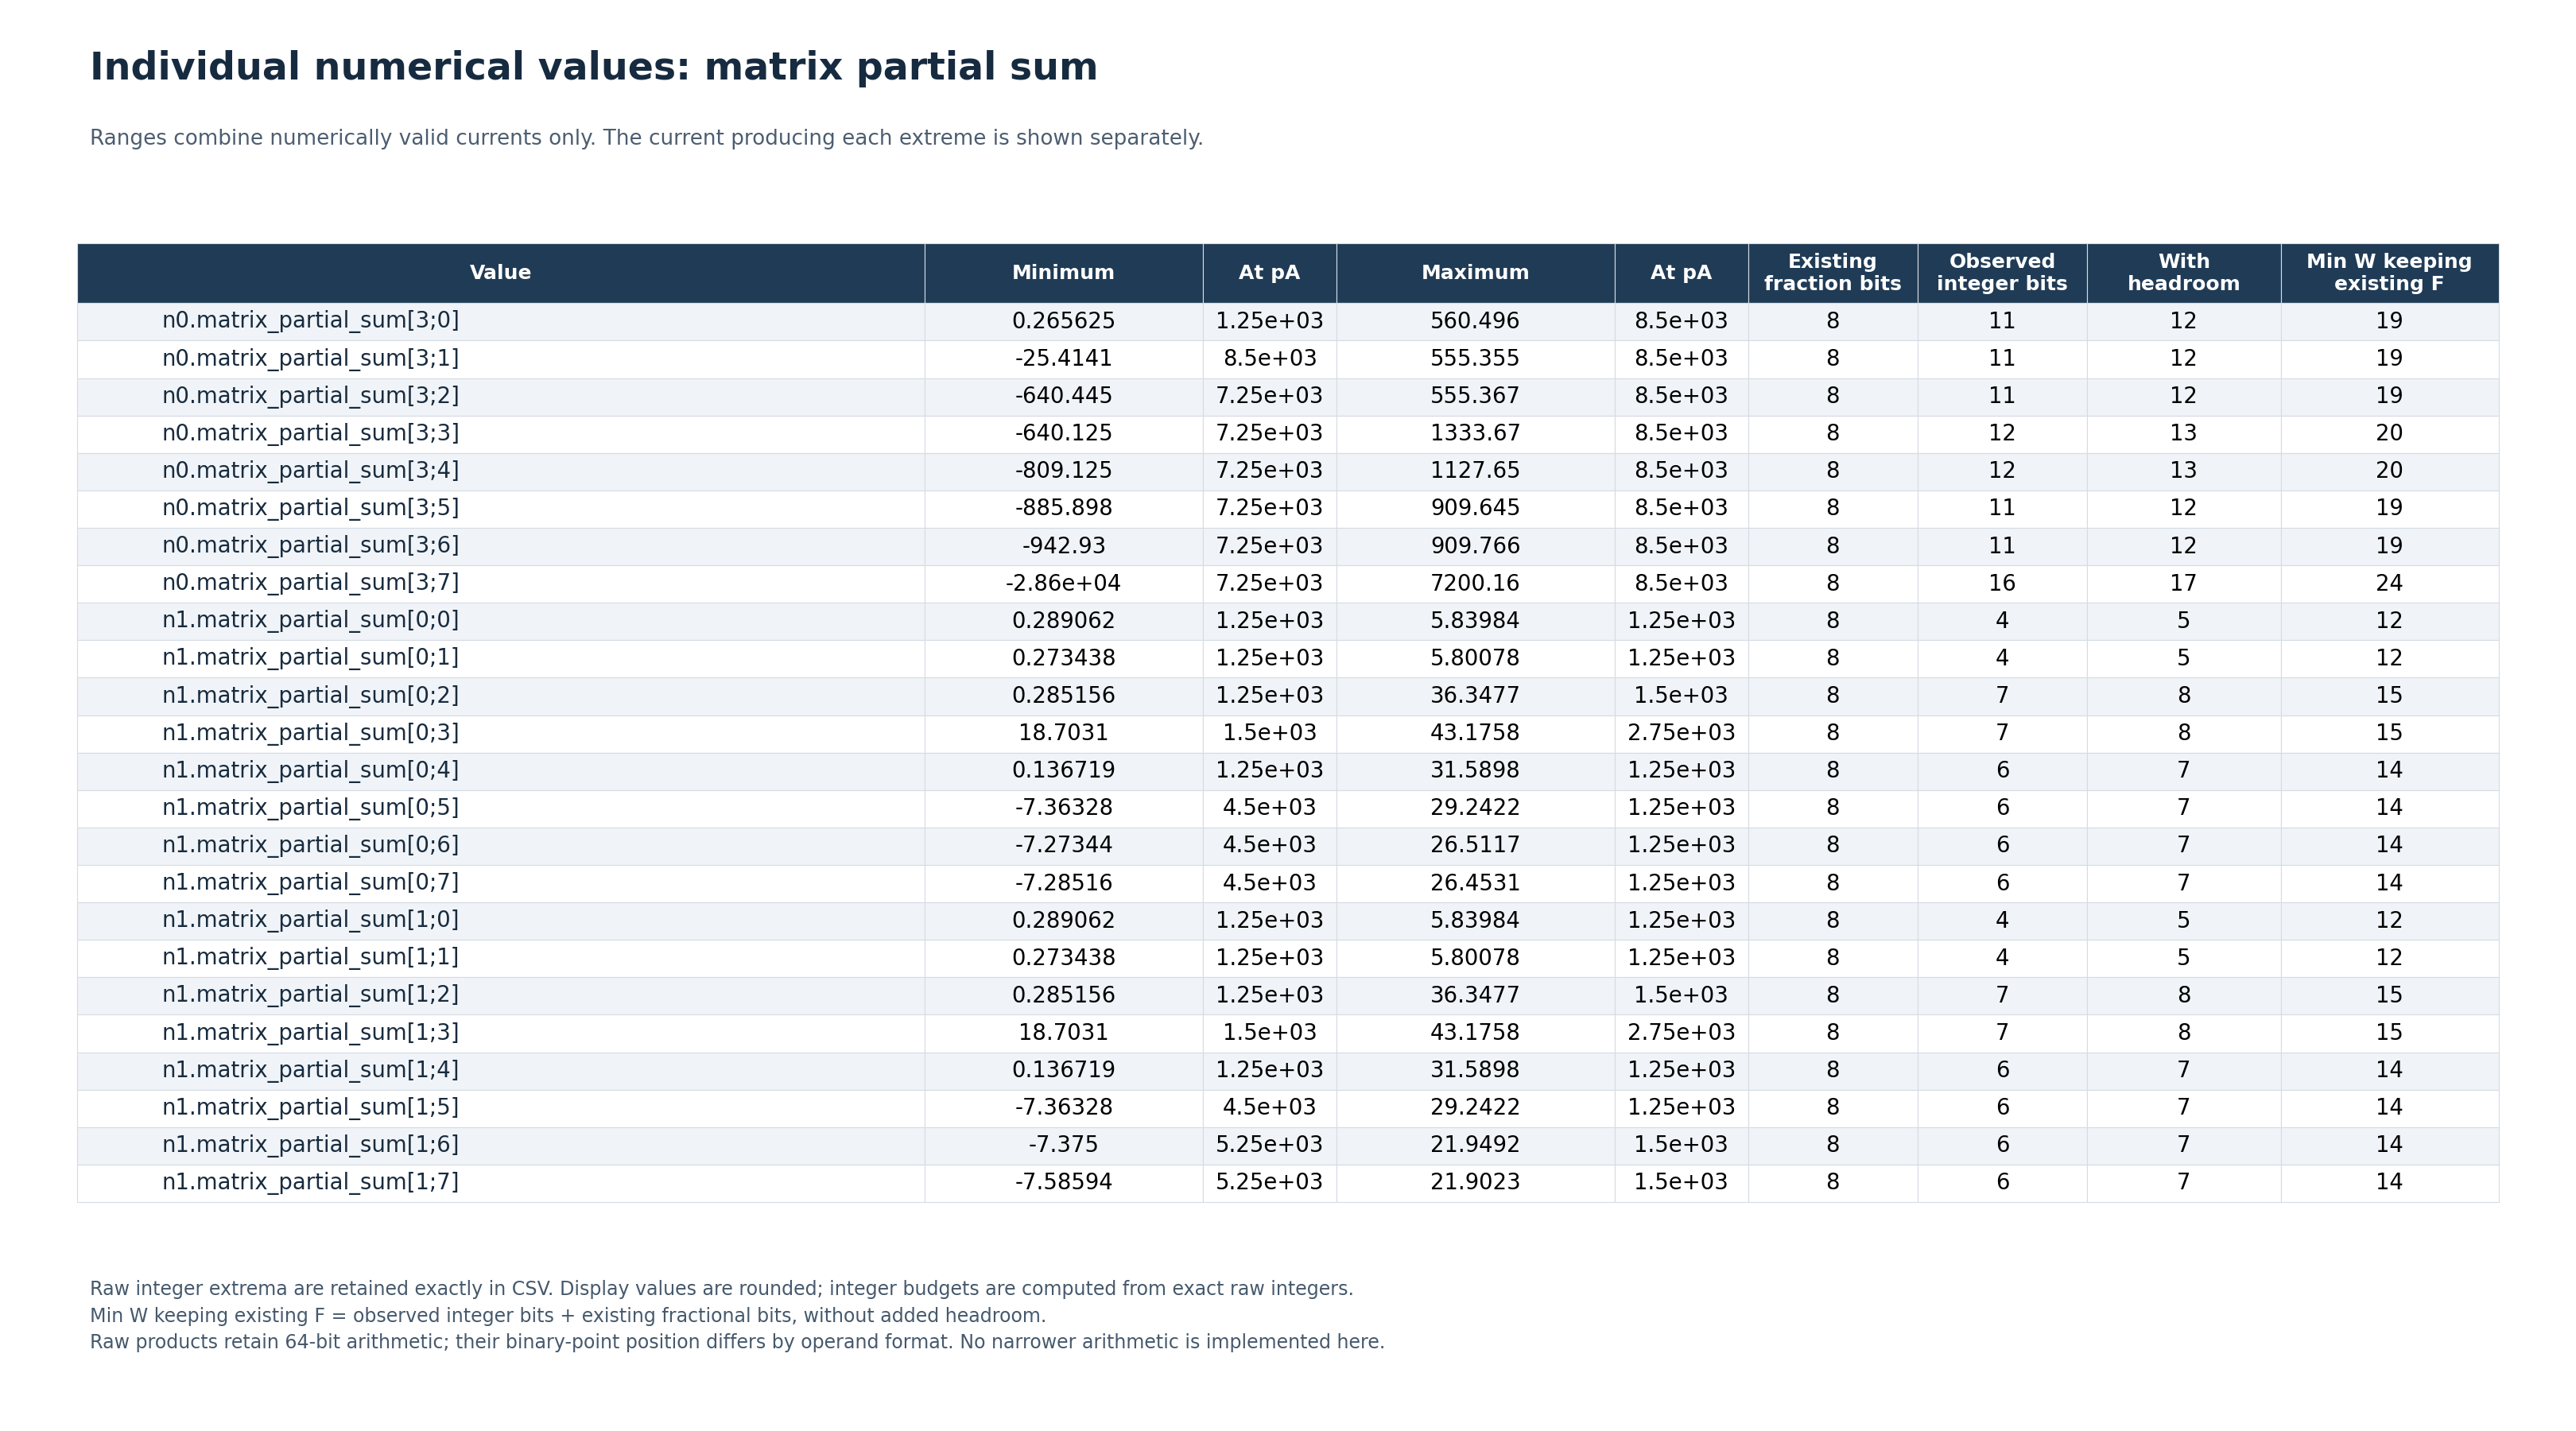 Individual numerical values: matrix partial sum
Ranges combine numerically valid currents only. The current producing each extreme is shown separately.
Value Minimum At pA Maximum At pA Existing fraction bits Observed integer bits With headroom Min W keeping existing F
n0.matrix_partial_sum[3;0] 0.265625 1.25e+03 560.496 8.5e+03 8 11 12 19
n0.matrix_partial_sum[3;1] -25.4141 8.5e+03 555.355 8.5e+03 8 11 12 19
n0.matrix_partial_sum[3;2] -640.445 7.25e+03 555.367 8.5e+03 8 11 12 19
n0.matrix_partial_sum[3;3] -640.125 7.25e+03 1333.67 8.5e+03 8 12 13 20
n0.matrix_partial_sum[3;4] -809.125 7.25e+03 1127.65 8.5e+03 8 12 13 20
n0.matrix_partial_sum[3;5] -885.898 7.25e+03 909.645 8.5e+03 8 11 12 19
n0.matrix_partial_sum[3;6] -942.93 7.25e+03 909.766 8.5e+03 8 11 12 19
n0.matrix_partial_sum[3;7] -2.86e+04 7.25e+03 7200.16 8.5e+03 8 16 17 24
n1.matrix_partial_sum[0;0] 0.289062 1.25e+03 5.83984 1.25e+03 8 4 5 12
n1.matrix_partial_sum[0;1] 0.273438 1.25e+03 5.80078 1.25e+03 8 4 5 12
n1.matrix_partial_sum[0;2] 0.285156 1.25e+03 36.3477 1.5e+03 8 7 8 15
n1.matrix_partial_sum[0;3] 18.7031 1.5e+03 43.1758 2.75e+03 8 7 8 15
n1.matrix_partial_sum[0;4] 0.136719 1.25e+03 31.5898 1.25e+03 8 6 7 14
n1.matrix_partial_sum[0;5] -7.36328 4.5e+03 29.2422 1.25e+03 8 6 7 14
n1.matrix_partial_sum[0;6] -7.27344 4.5e+03 26.5117 1.25e+03 8 6 7 14
n1.matrix_partial_sum[0;7] -7.28516 4.5e+03 26.4531 1.25e+03 8 6 7 14
n1.matrix_partial_sum[1;0] 0.289062 1.25e+03 5.83984 1.25e+03 8 4 5 12
n1.matrix_partial_sum[1;1] 0.273438 1.25e+03 5.80078 1.25e+03 8 4 5 12
n1.matrix_partial_sum[1;2] 0.285156 1.25e+03 36.3477 1.5e+03 8 7 8 15
n1.matrix_partial_sum[1;3] 18.7031 1.5e+03 43.1758 2.75e+03 8 7 8 15
n1.matrix_partial_sum[1;4] 0.136719 1.25e+03 31.5898 1.25e+03 8 6 7 14
n1.matrix_partial_sum[1;5] -7.36328 4.5e+03 29.2422 1.25e+03 8 6 7 14
n1.matrix_partial_sum[1;6] -7.375 5.25e+03 21.9492 1.5e+03 8 6 7 14
n1.matrix_partial_sum[1;7] -7.58594 5.25e+03 21.9023 1.5e+03 8 6 7 14
Raw integer extrema are retained exactly in CSV. Display values are rounded; integer budgets are computed from exact raw integers.
Min W keeping existing F = observed integer bits + existing fractional bits, without added headroom.
Raw products retain 64-bit arithmetic; their binary-point position differs by operand format. No narrower arithmetic is implemented here.